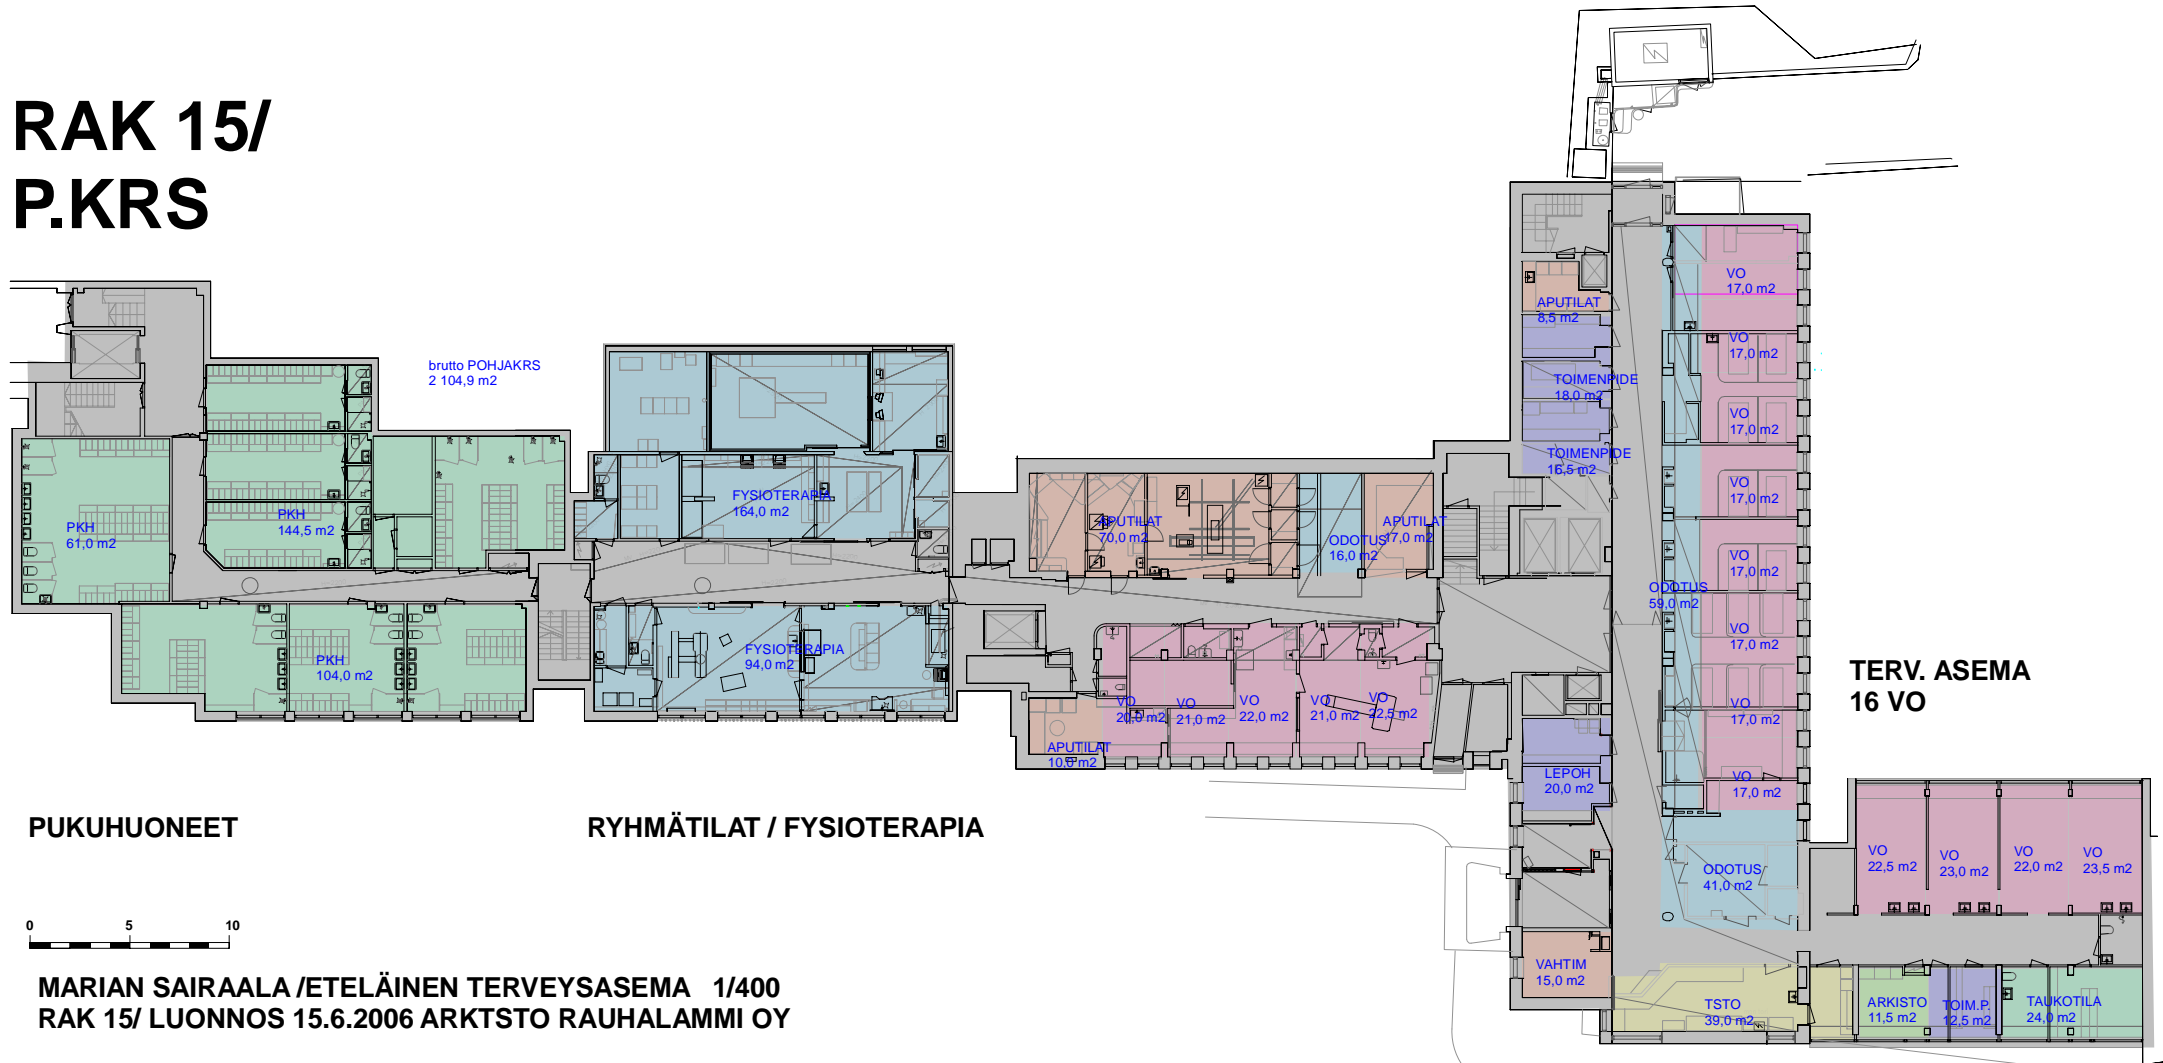 RAK 15/
P.KRS
brutto POHJAKRS
2 104,9 m2
PKH
61,0 m2
PKH
144,5 m2
PKH
104,0 m2
FYSIOTERAPIA
164,0 m2
FYSIOTERAPIA
94,0 m2
APUTILAT
70,0 m2
ODOTUS
16,0 m2
APUTILAT
17,0 m2
VO
20,0 m2
VO
21,0 m2
VO
22,0 m2
VO
21,0 m2
VO
22,5 m2
APUTILAT
10,0 m2
APUTILAT
8,5 m2
TOIMENPIDE
18,0 m2
TOIMENPIDE
16,5 m2
VO
17,0 m2
VO
17,0 m2
VO
17,0 m2
VO
17,0 m2
VO
17,0 m2
ODOTUS
59,0 m2
VO
17,0 m2
VO
17,0 m2
VO
17,0 m2
LEPOH
20,0 m2
TERV. ASEMA
16 VO
ODOTUS
41,0 m2
VO
22,5 m2
VO
23,0 m2
VO
22,0 m2
VO
23,5 m2
VAHTIM
15,0 m2
TSTO
39,0 m2
ARKISTO
11,5 m2
TOIM.P.
12,5 m2
TAUKOTILA
24,0 m2
PUKUHUONEET
RYHMÄTILAT / FYSIOTERAPIA
0 5 10
MARIAN SAIRAALA /ETELÄINEN TERVEYSASEMA 1/400
RAK 15/ LUONNOS 15.6.2006 ARKTSTO RAUHALAMMI OY